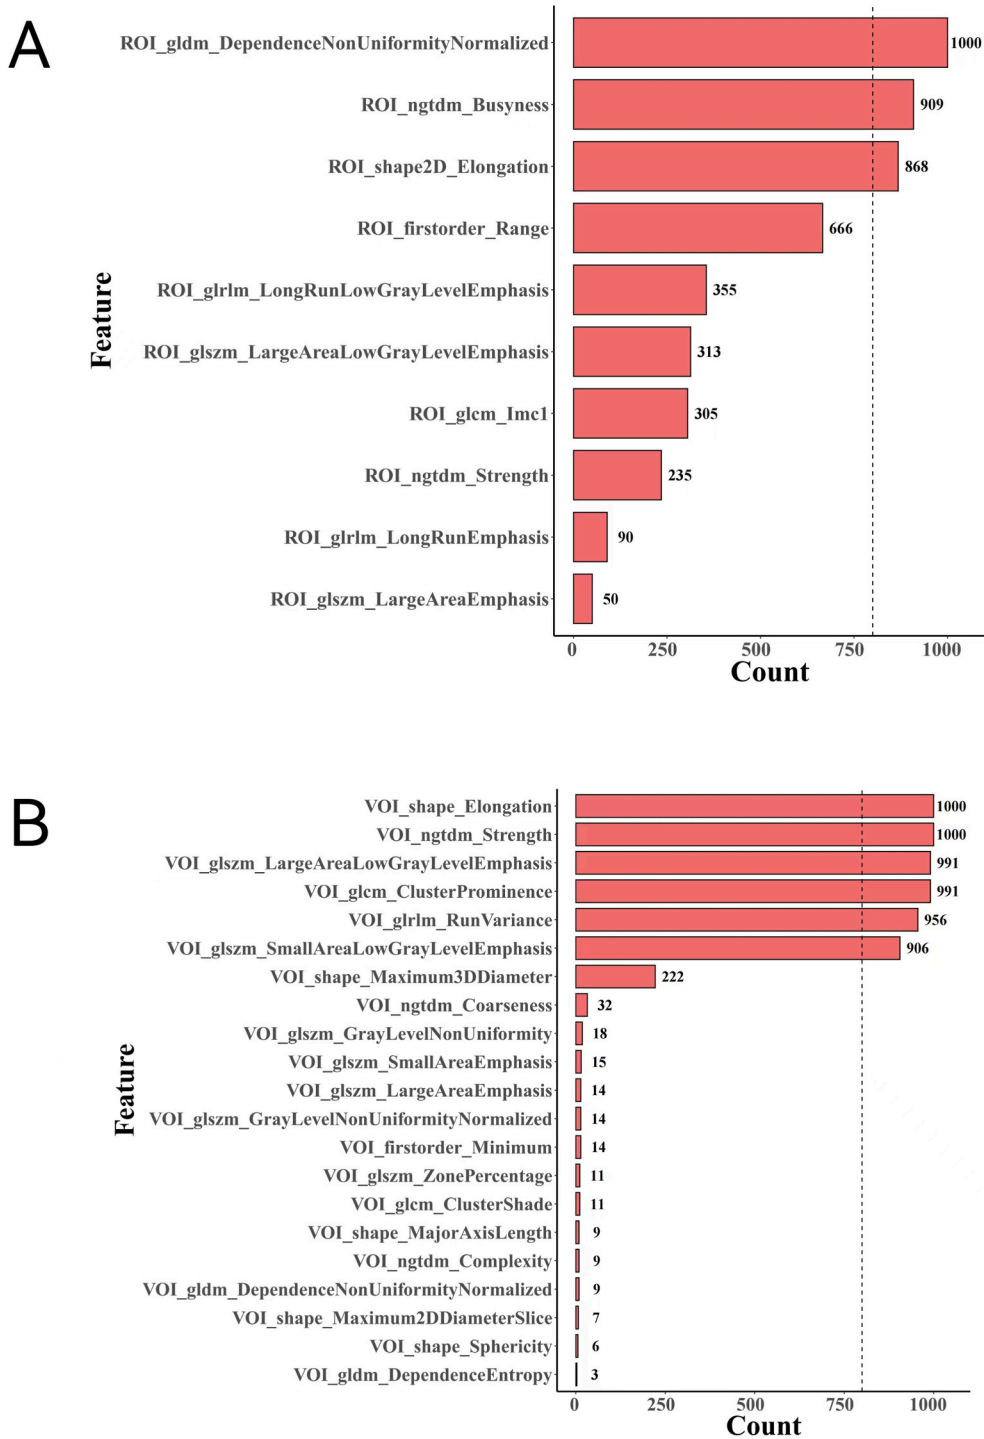 A
ROI_gldm_DependenceNonUniformityNormalized 1000
ROI_ngtdm_Busyness 909
ROI_shape2D_Elongation 868
ROI_firstorder_Range 666
ROI_glrlm_LongRunLowGrayLevelEmphasis 355
ROI_glszm_LargeAreaLowGrayLevelEmphasis 313
ROI_glcm_Imc1 305
ROI_ngtdm_Strength 235
ROI_glrlm_LongRunEmphasis 90
ROI_glszm_LargeAreaEmphasis 50
Feature
0 250 500 750 1000
Count
B
VOI_shape_Elongation 1000
VOI_ngtdm_Strength 1000
VOI_glszm_LargeAreaLowGrayLevelEmphasis 991
VOI_glcm_ClusterProminence 991
VOI_glrlm_RunVariance 956
VOI_glszm_SmallAreaLowGrayLevelEmphasis 906
VOI_shape_Maximum3DDiameter 222
VOI_ngtdm_Coarseness 32
VOI_glszm_GrayLevelNonUniformity 18
VOI_glszm_SmallAreaEmphasis 15
VOI_glszm_LargeAreaEmphasis 14
VOI_glszm_GrayLevelNonUniformityNormalized 14
VOI_firstorder_Minimum 14
VOI_glszm_ZonePercentage 11
VOI_glcm_ClusterShade 11
VOI_shape_MajorAxisLength 9
VOI_ngtdm_Complexity 9
VOI_gldm_DependenceNonUniformityNormalized 9
VOI_shape_Maximum2DDiameterSlice 7
VOI_shape_Sphericity 6
VOI_gldm_DependenceEntropy 3
Feature
0 250 500 750 1000
Count